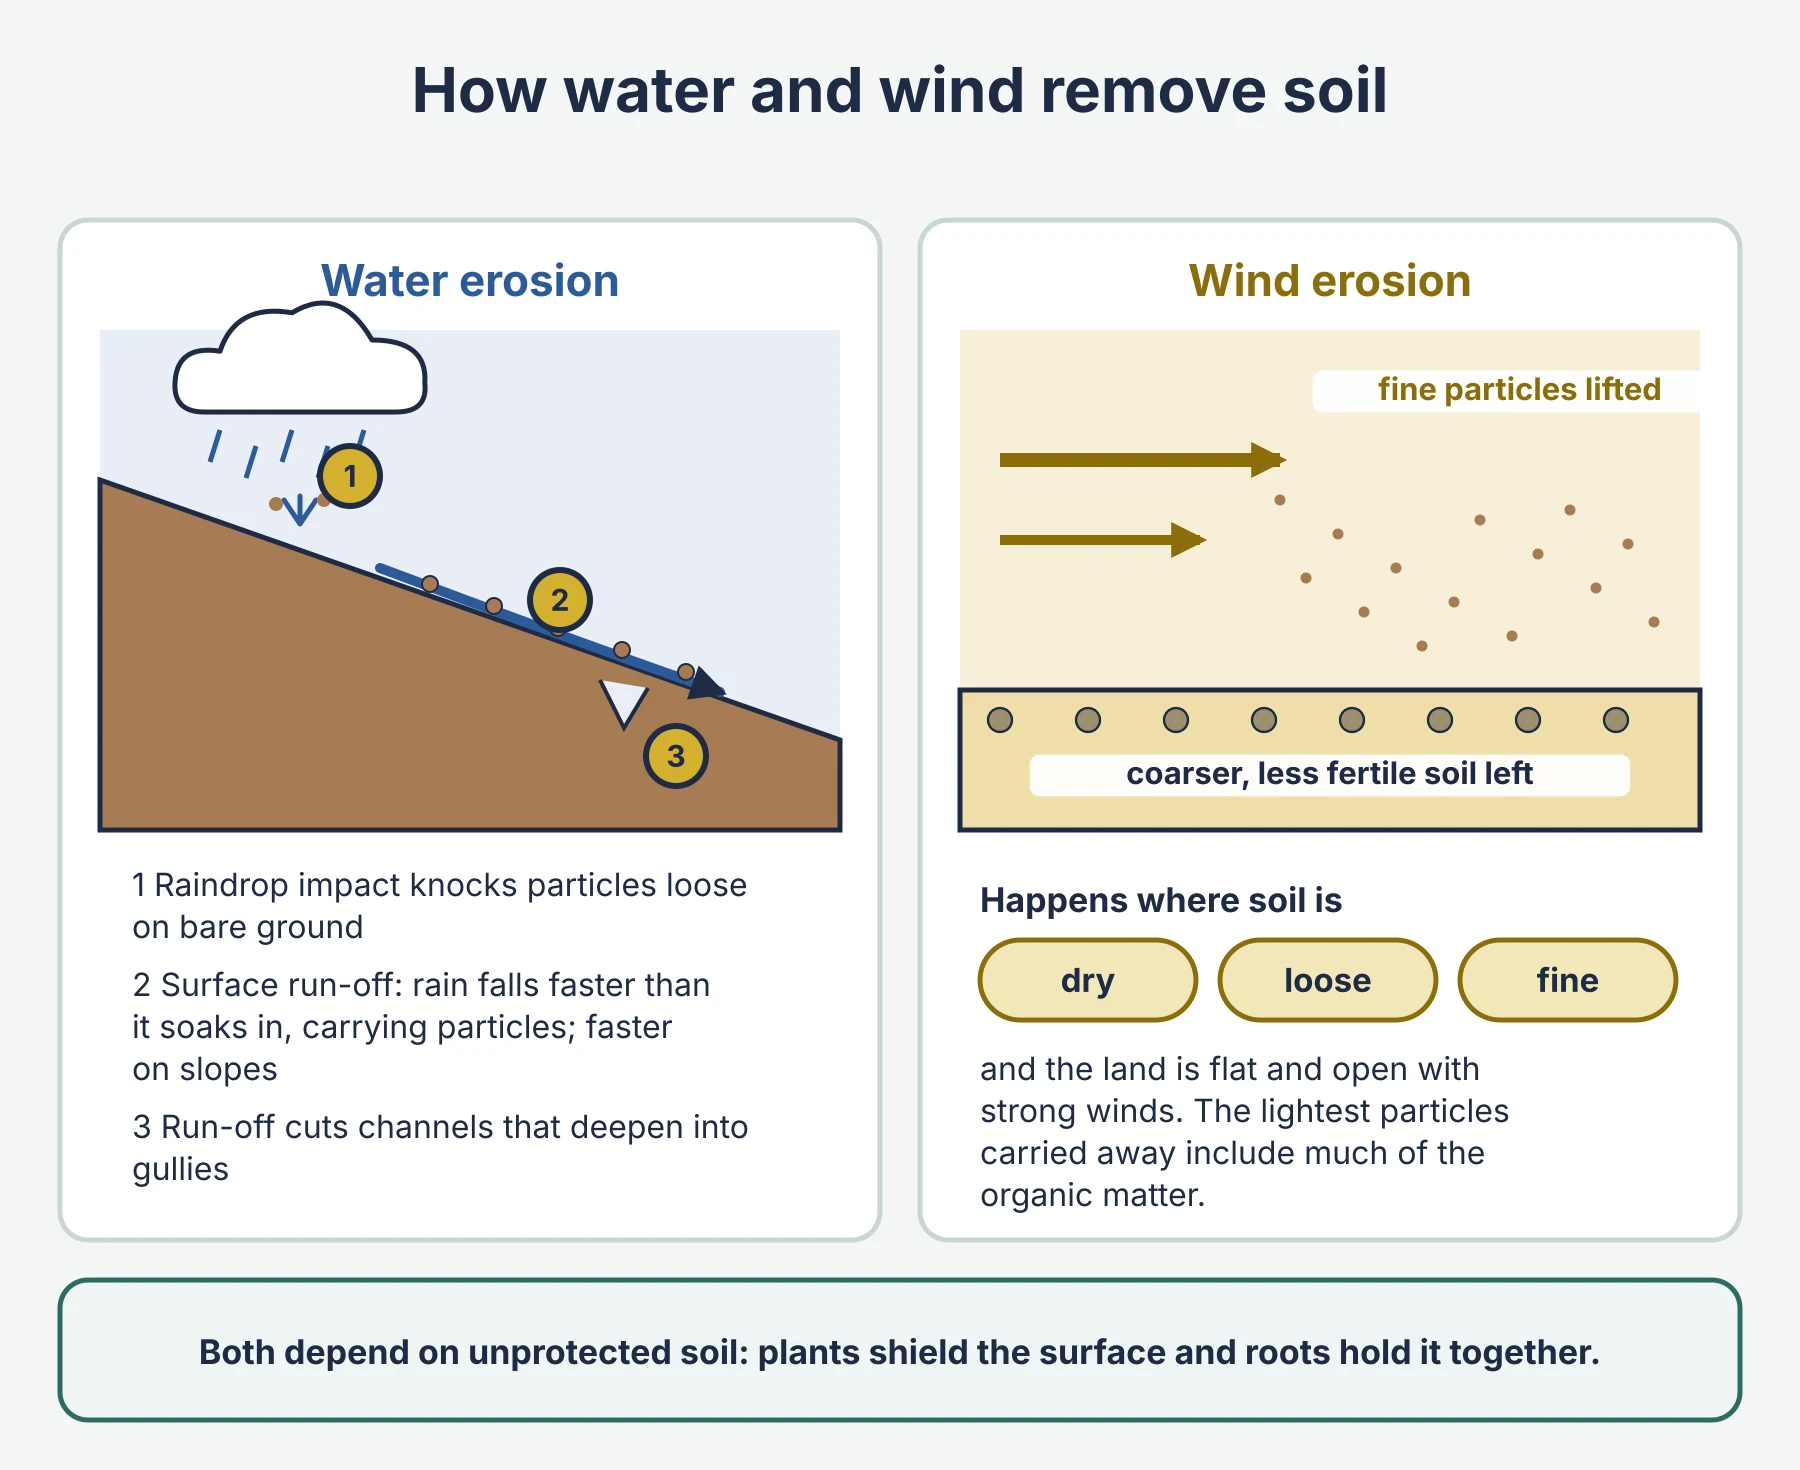 How water and wind remove soil
Water erosion
1
2
3
1 Raindrop impact knocks particles loose
on bare ground
2 Surface run-off: rain falls faster than
it soaks in, carrying particles; faster
on slopes
3 Run-off cuts channels that deepen into
gullies
Wind erosion
fine particles lifted
coarser, less fertile soil left
Happens where soil is
dry
loose
fine
and the land is flat and open with
strong winds. The lightest particles
carried away include much of the
organic matter.
Both depend on unprotected soil: plants shield the surface and roots hold it together.